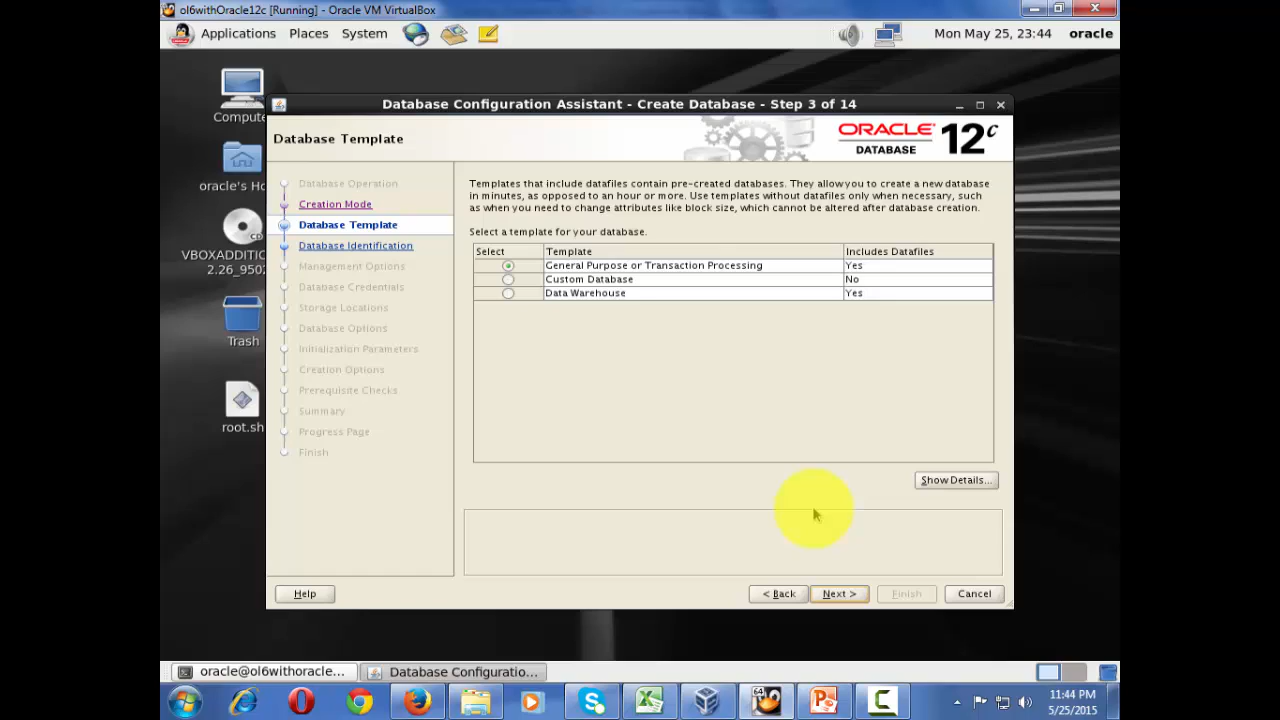 ol6withOracle12c [Running] - Oracle VM VirtualBox
Applications Places System
Mon May 25, 23:44 oracle
Database Configuration Assistant - Create Database - Step 3 of 14
Compute
oracle's Ho
VBOXADDITIO
Trash
root.sh
Database Template
ORACLE
DATABASE
12c
Database Operation
Creation Mode
Database Template
Database Identification
Management Options
Database Credentials
Storage Locations
Database Options
Initialization Parameters
Creation Options
Prerequisite Checks
Summary
Progress Page
Finish
Templates that include datafiles contain pre-created databases. They allow you to create a new database
in minutes, as opposed to an hour or more. Use templates without datafiles only when necessary, such
as when you need to change attributes like block size, which cannot be altered after database creation.
Select a template for your database.
Select Template Includes Datafiles
General Purpose or Transaction Processing Yes
Custom Database No
Data Warehouse Yes
Show Details...
Help
< Back
Next >
Finish
Cancel
oracle@ol6withoracle...
Database Configuratio...
11:44 PM
5/25/2015